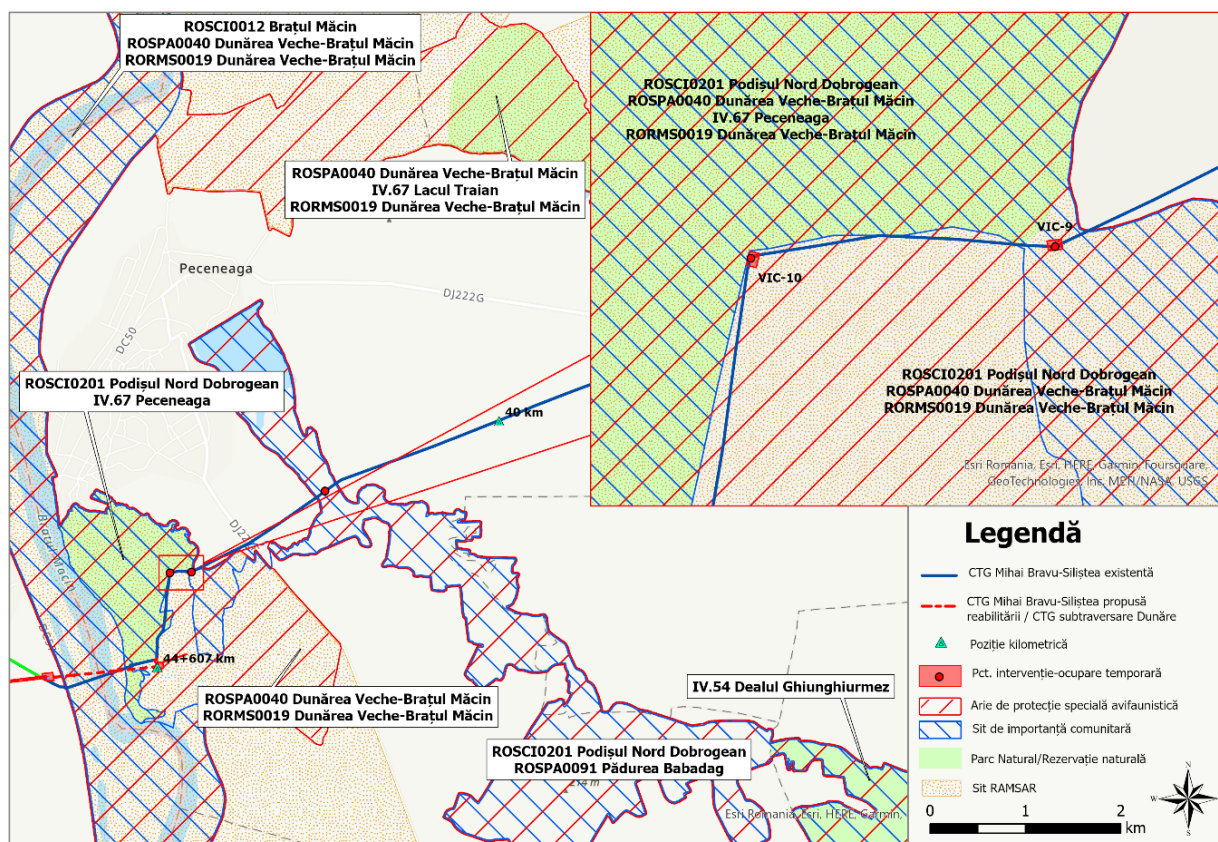 ROSCI0012 Brațul Măcin
ROSPA0040 Dunărea Veche-Brațul Măcin
RORMS0019 Dunărea Veche-Brațul Măcin
ROSPA0040 Dunărea Veche-Brațul Măcin
IV.67 Lacul Traian
RORMS0019 Dunărea Veche-Brațul Măcin
Peceneaga
DJ222G
DC50
ROSCI0201 Podișul Nord Dobrogean
IV.67 Peceneaga
40 km
Brațul Măcin
44+607 km
ROSPA0040 Dunărea Veche-Brațul Măcin
RORMS0019 Dunărea Veche-Brațul Măcin
IV.54 Dealul Ghiunghiurmez
ROSCI0201 Podișul Nord Dobrogean
ROSPA0091 Pădurea Babadag
214 m
Esri Romania, Esri, HERE, Garmin,
ROSCI0201 Podișul Nord Dobrogean
ROSPA0040 Dunărea Veche-Brațul Măcin
IV.67 Peceneaga
RORMS0019 Dunărea Veche-Brațul Măcin
VIC-9
VIC-10
ROSCI0201 Podișul Nord Dobrogean
ROSPA0040 Dunărea Veche-Brațul Măcin
RORMS0019 Dunărea Veche-Brațul Măcin
Esri Romania, Esri, HERE, Garmin, Foursquare,
GeoTechnologies, Inc, METI/NASA, USGS
Legendă
CTG Mihai Bravu-Siliștea existentă
CTG Mihai Bravu-Siliștea propusă
reabilitării / CTG subtraversare Dunăre
Poziție kilometrică
Pct. intervenție-ocupare temporară
Arie de protecție specială avifaunistică
Sit de importanță comunitară
Parc Natural/Rezervație naturală
Sit RAMSAR
0 1 2
km
N
W E
S